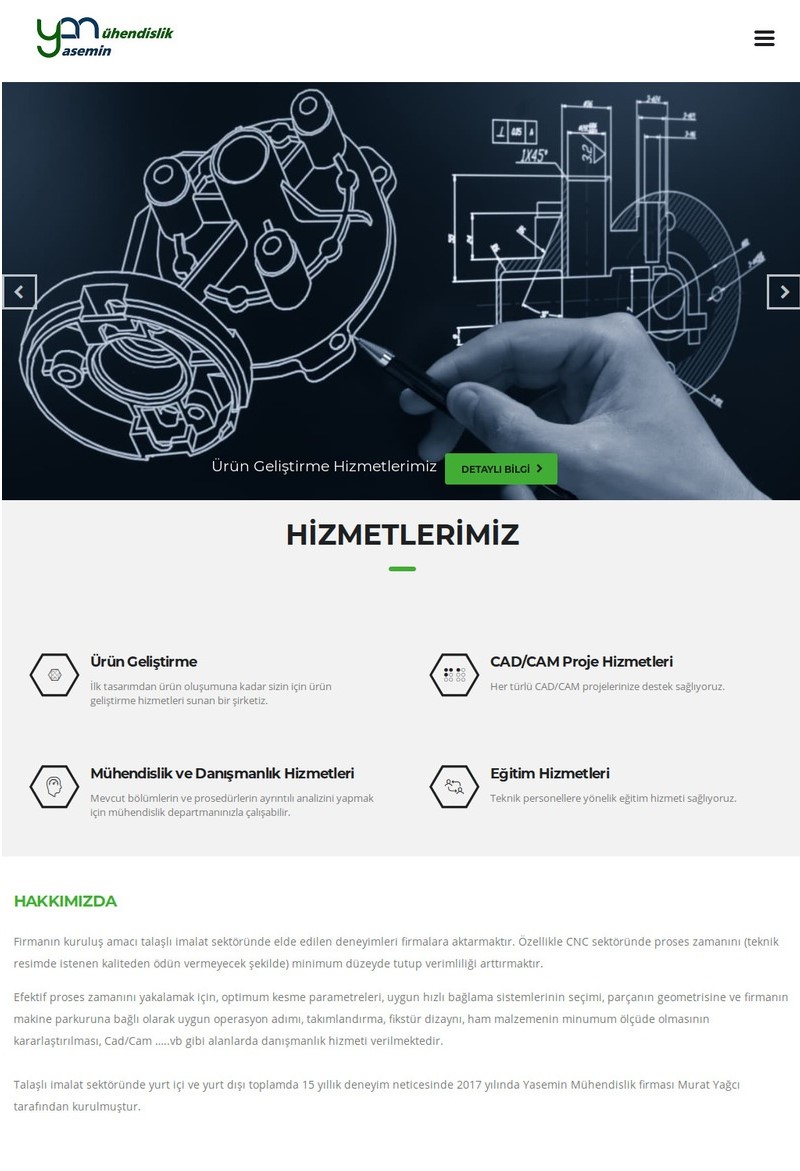 yam ühendislik
asemin
1X45°
3,2
Ürün Geliştirme Hizmetlerimiz
DETAYLI BİLGİ
HİZMETLERİMİZ
Ürün Geliştirme
İlk tasarımdan ürün oluşumuna kadar sizin için ürün
geliştirme hizmetleri sunan bir şirketiz.
CAD/CAM Proje Hizmetleri
Her türlü CAD/CAM projelerinize destek sağlıyoruz.
Mühendislik ve Danışmanlık Hizmetleri
Mevcut bölümlerin ve prosedürlerin ayrıntılı analizini yapmak
için mühendislik departmanınızla çalışabilir.
Eğitim Hizmetleri
Teknik personellere yönelik eğitim hizmeti sağlıyoruz.
HAKKIMIZDA
Firmanın kuruluş amacı talaşlı imalat sektöründe elde edilen deneyimleri firmalara aktarmaktır. Özellikle CNC sektöründe proses zamanını (teknik
resimde istenen kaliteden ödün vermeyecek şekilde) minimum düzeyde tutup verimliliği arttırmaktır.
Efektif proses zamanını yakalamak için, optimum kesme parametreleri, uygun hızlı bağlama sistemlerinin seçimi, parçanın geometrisine ve firmanın
makine parkuruna bağlı olarak uygun operasyon adımı, takımlandırma, fikstür dizaynı, ham malzemenin minumum ölçüde olmasının
kararlaştırılması, Cad/Cam .....vb gibi alanlarda danışmanlık hizmeti verilmektedir.
Talaşlı imalat sektöründe yurt içi ve yurt dışı toplamda 15 yıllık deneyim neticesinde 2017 yılında Yasemin Mühendislik firması Murat Yağcı
tarafından kurulmuştur.